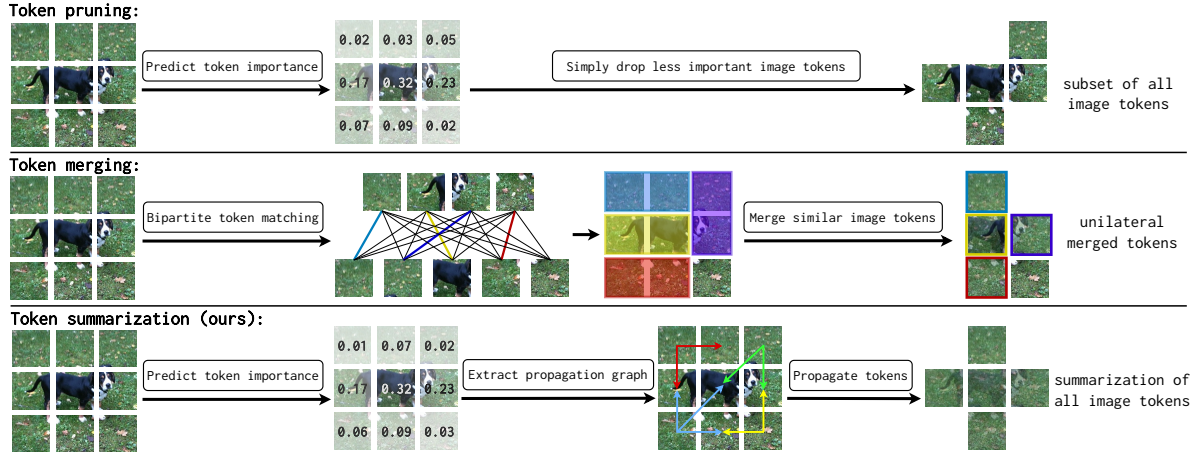 Token pruning:
Predict token importance
0.02 0.03 0.05
0.17 0.32 0.23
0.07 0.09 0.02
Simply drop less important image tokens
subset of all
image tokens
Token merging:
Bipartite token matching
Merge similar image tokens
unilateral
merged tokens
Token summarization (ours):
Predict token importance
0.01 0.07 0.02
0.17 0.32 0.23
0.06 0.09 0.03
Extract propagation graph
Propagate tokens
summarization of
all image tokens